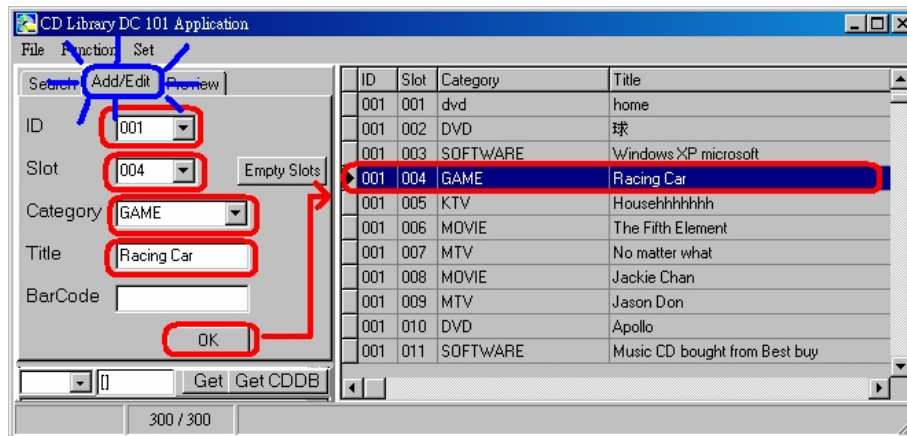 CD Library DC 101 Application
File Function Set
Search Add/Edit Preview
ID 001
Slot 004 Empty Slots
Category GAME
Title Racing Car
BarCode
OK
[] Get Get CDDB
300 / 300
ID Slot Category Title
001 001 dvd home
001 002 DVD 球
001 003 SOFTWARE Windows XP microsoft
001 004 GAME Racing Car
001 005 KTV Househhhhhhh
001 006 MOVIE The Fifth Element
001 007 MTV No matter what
001 008 MOVIE Jackie Chan
001 009 MTV Jason Don
001 010 DVD Apollo
001 011 SOFTWARE Music CD bought from Best buy